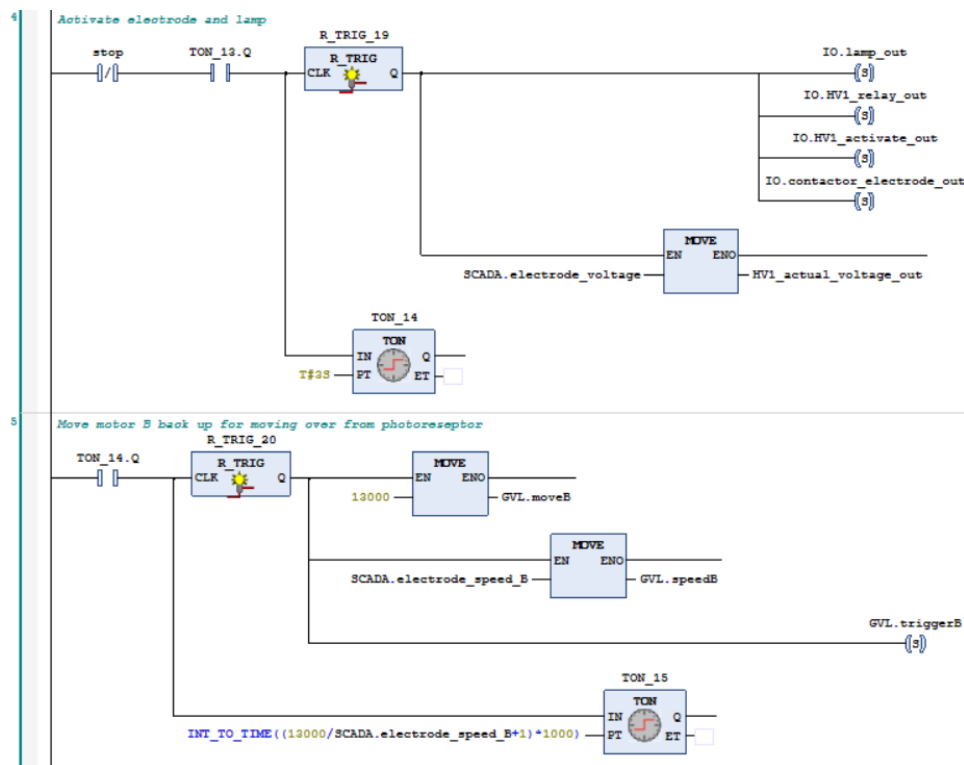 4
Activate electrode and lamp
R_TRIG_19
stop
TON_13.Q
R_TRIG
CLK
Q
IO.lamp_out
S
IO.HV1_relay_out
S
IO.HV1_activate_out
S
IO.contactor_electrode_out
S
MOVE
EN
ENO
SCADA.electrode_voltage
HV1_actual_voltage_out
TON_14
TON
IN
Q
T#3S
PT
ET
5
Move motor B back up for moving over from photoreseptor
R_TRIG_20
TON_14.Q
R_TRIG
CLK
Q
MOVE
EN
ENO
13000
GVL.moveB
MOVE
EN
ENO
SCADA.electrode_speed_B
GVL.speedB
GVL.triggerB
S
TON_15
TON
IN
Q
INT_TO_TIME((13000/SCADA.electrode_speed_B+1)*1000)
PT
ET